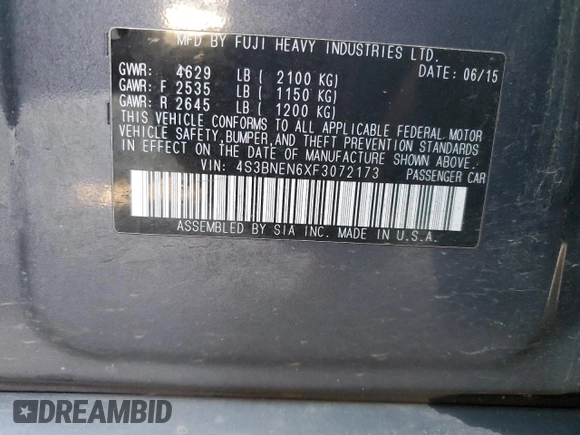 MFD BY FUJI HEAVY INDUSTRIES LTD.
GVWR: 4629 LB ( 2100 KG) DATE: 06/15
GAWR: F 2535 LB ( 1150 KG)
GAWR: R 2645 LB ( 1200 KG)
THIS VEHICLE CONFORMS TO ALL APPLICABLE FEDERAL MOTOR
VEHICLE SAFETY, BUMPER, AND THEFT PREVENTION STANDARDS
IN EFFECT ON THE DATE OF MANUFACTURE SHOWN ABOVE.
VIN: 4S3BNEN6XF3072173 PASSENGER CAR
ASSEMBLED BY SIA INC. MADE IN U.S.A.
DREAMBID